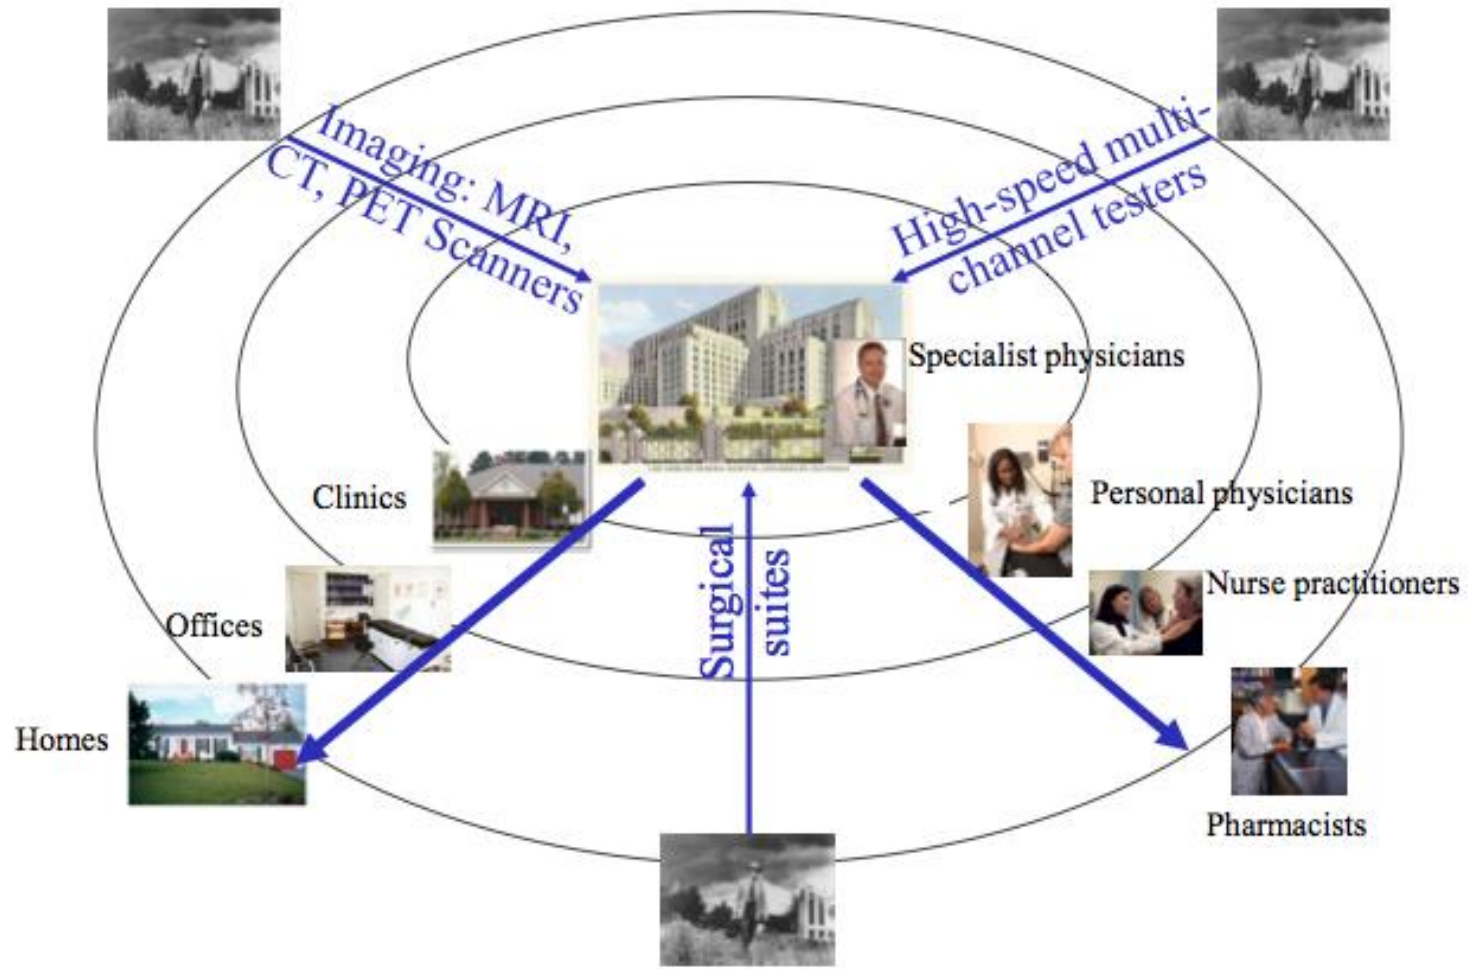 Imaging: MRI,
CT, PET Scanners
High-speed multi-
channel testers
Specialist physicians
Clinics
Personal physicians
Surgical
suites
Nurse practitioners
Offices
Homes
Pharmacists